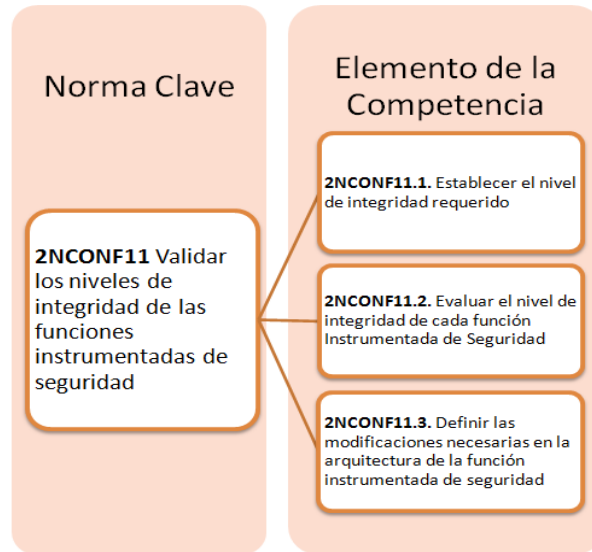 Norma Clave
Elemento de la
Competencia
2NCONF11 Validar
los niveles de
integridad de las
funciones
instrumentadas de
seguridad
2NCONF11.1. Establecer el nivel
de integridad requerido
2NCONF11.2. Evaluar el nivel de
integridad de cada función
Instrumentada de Seguridad
2NCONF11.3. Definir las
modificaciones necesarias en la
arquitectura de la función
instrumentada de seguridad